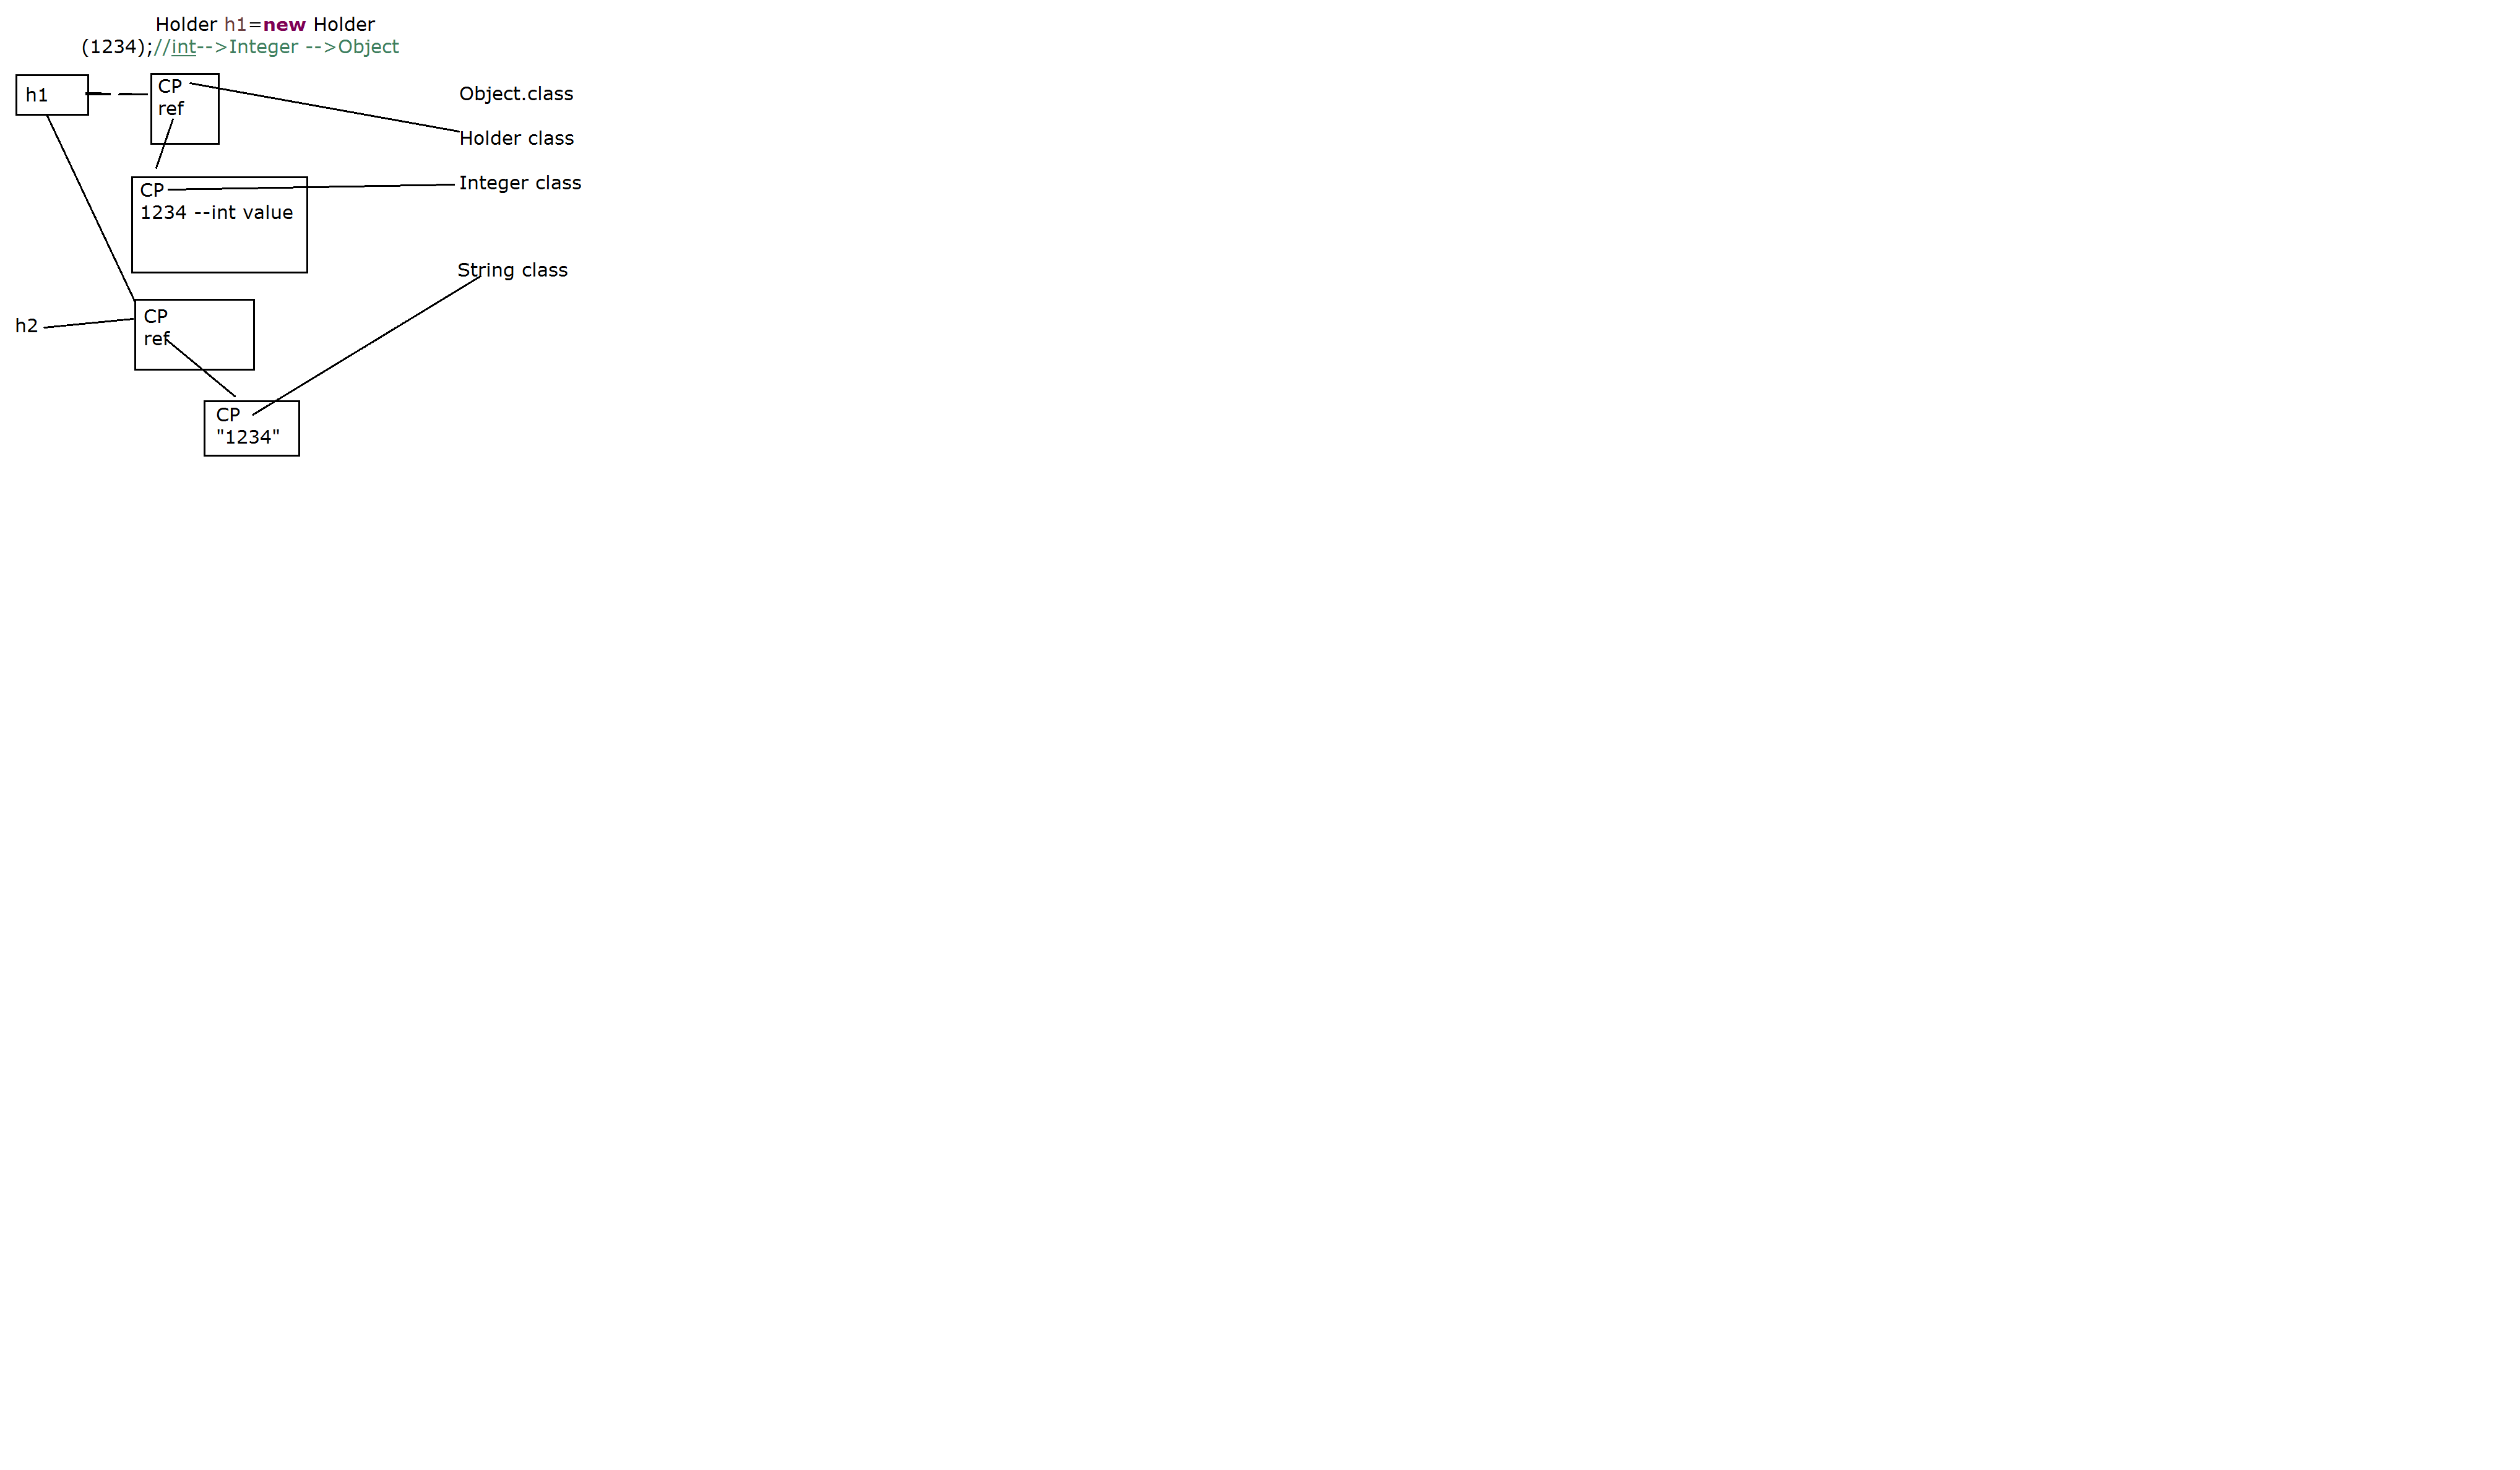 Holder h1=new Holder
(1234);//int-->Integer -->Object
h1
CP
ref
Object.class
Holder class
Integer class
CP
1234 --int value
String class
h2
CP
ref
CP
"1234"